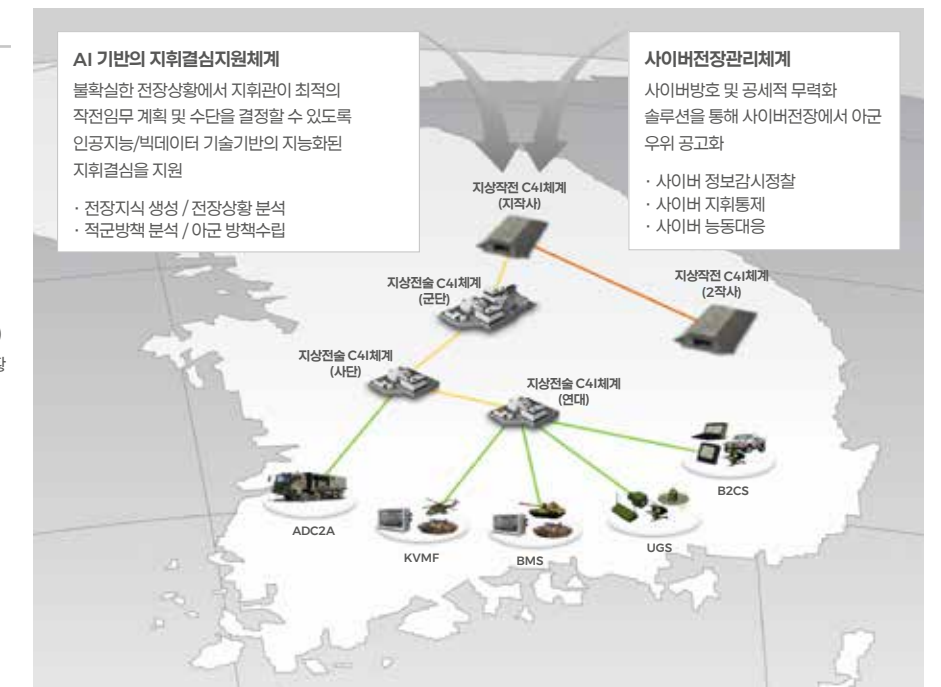 AI 기반의 지휘결심지원체계
불확실한 전장상황에서 지휘관이 최적의
작전임무 계획 및 수단을 결정할 수 있도록
인공지능/빅데이터 기술기반의 지능화된
지휘결심을 지원
· 전장지식 생성 / 전장상황 분석
· 적군방책 분석 / 아군 방책수립
사이버전장관리체계
사이버방호 및 공세적 무력화
솔루션을 통해 사이버전장에서 아군
우위 공고화
· 사이버 정보감시정찰
· 사이버 지휘통제
· 사이버 능동대응
지상작전 C4I체계
(지작사)
지상작전 C4I체계
(2작사)
지상전술 C4I체계
(군단)
지상전술 C4I체계
(사단)
지상전술 C4I체계
(연대)
B2CS
ADC2A
KVMF
BMS
UGS